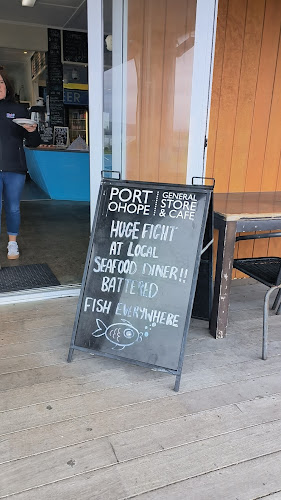 PORT OHOPE
GENERAL STORE & CAFE
HUGE FIGHT
AT LOCAL
SEAFOOD DINER!!
BATTERED
FISH EVERYWHERE